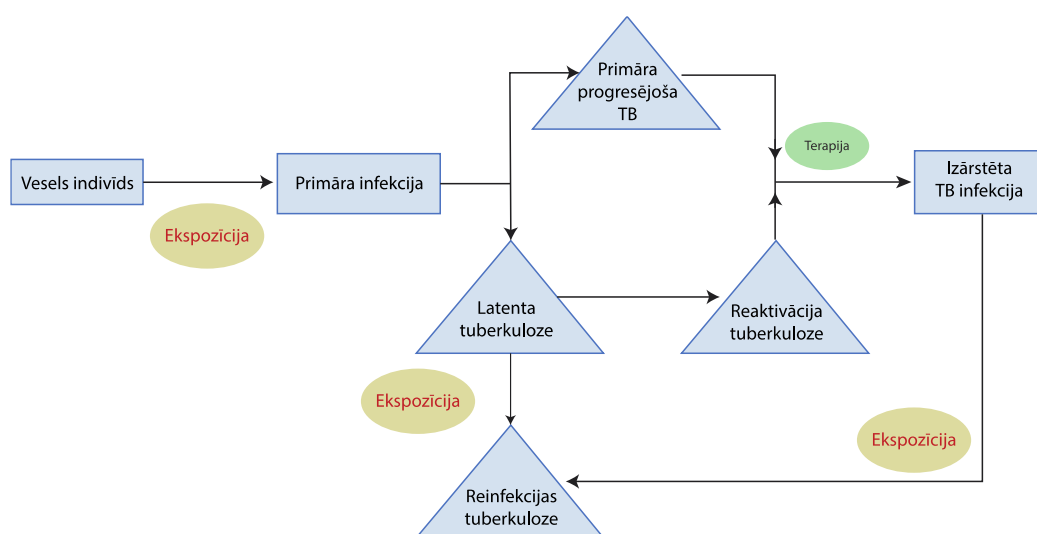 Primāra
progresējoša
TB
Terapija
Vesels indivīds
Primāra infekcija
Izārstēta
TB infekcija
Ekspozīcija
Latenta
tuberkuloze
Reaktivācija
tuberkuloze
Ekspozīcija
Ekspozīcija
Reinfekcijas
tuberkuloze